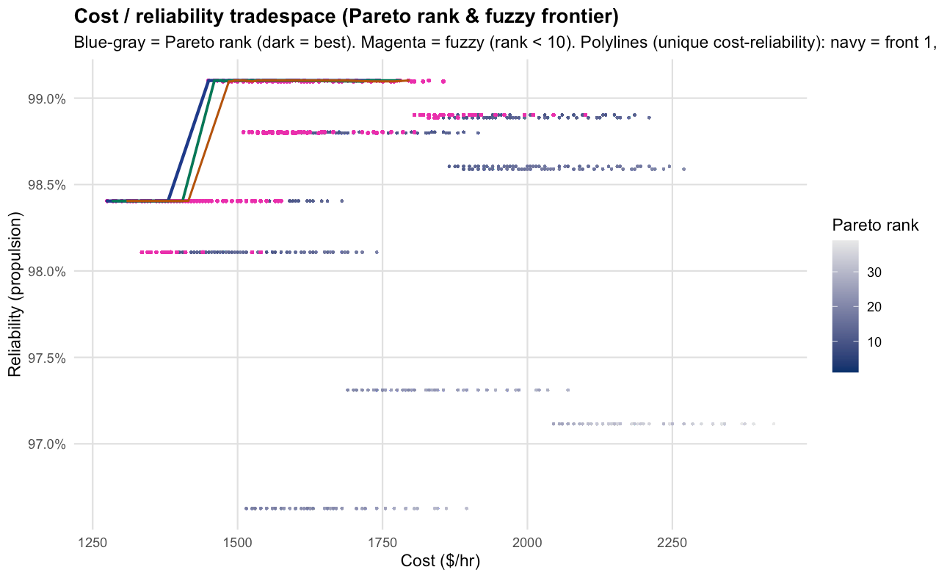 Cost / reliability tradespace (Pareto rank & fuzzy frontier)
Blue-gray = Pareto rank (dark = best). Magenta = fuzzy (rank < 10). Polylines (unique cost-reliability): navy = front 1,
99.0%
98.5%
98.0%
97.5%
97.0%
Reliability (propulsion)
1250
1500
1750
2000
2250
Cost ($/hr)
Pareto rank
30
20
10